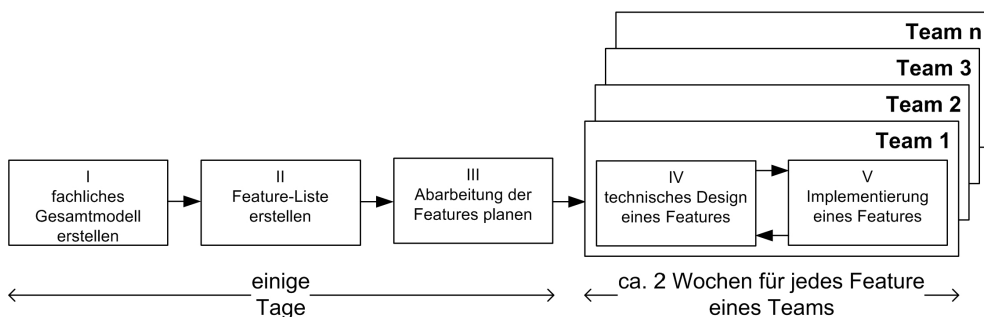 Team n
Team 3
Team 2
Team 1
I
fachliches
Gesamtmodell
erstellen
II
Feature-Liste
erstellen
III
Abarbeitung der
Features planen
IV
technisches Design
eines Features
V
Implementierung
eines Features
einige
Tage
ca. 2 Wochen für jedes Feature
eines Teams